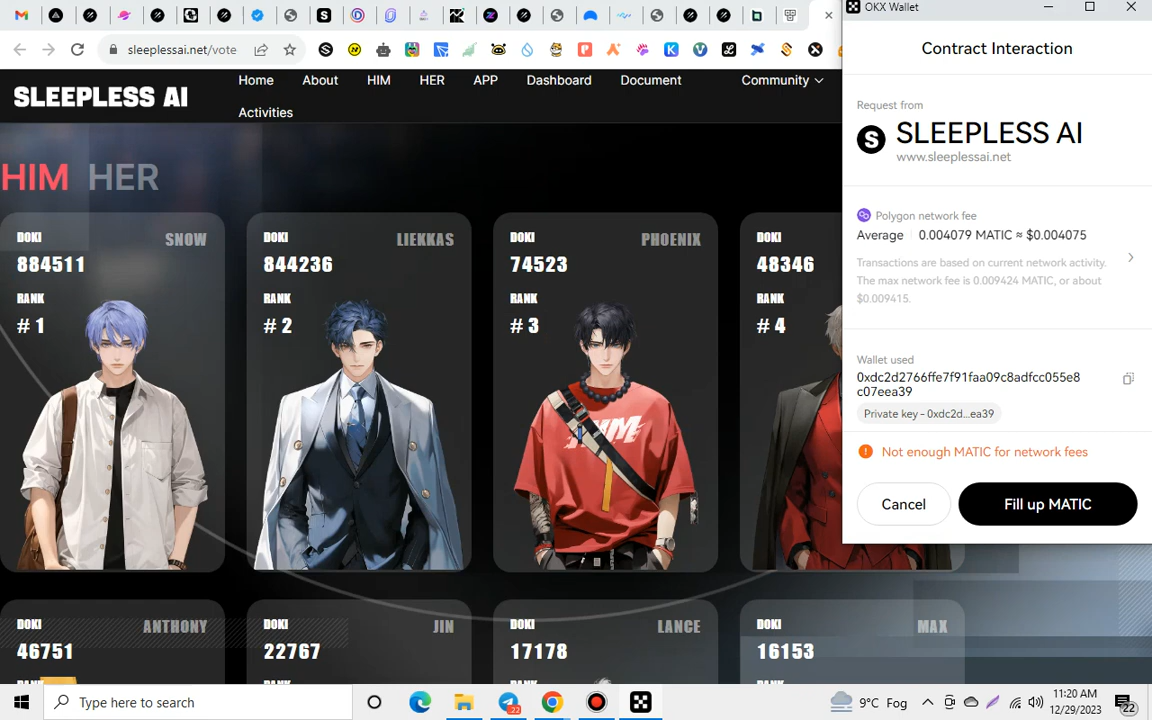 OKX Wallet
sleeplessai.net/vote
SLEEPLESS AI
Home
About
HIM
HER
APP
Dashboard
Document
Community
Activities
HIM HER
DOKI
SNOW
884511
RANK
# 1
DOKI
LIEKKAS
844236
RANK
# 2
DOKI
PHOENIX
74523
RANK
# 3
HIM
DOKI
48346
RANK
# 4
DOKI
ANTHONY
46751
DOKI
JIN
22767
DOKI
LANCE
17178
DOKI
MAX
16153
Contract Interaction
Request from
SLEEPLESS AI
www.sleeplessai.net
Polygon network fee
Average 0.004079 MATIC ≈ $0.004075
Transactions are based on current network activity.
The max network fee is 0.009424 MATIC, or about
$0.009415.
Wallet used
0xdc2d2766ffe7f91faa09c8adfcc055e8
c07eea39
Private key - 0xdc2d...ea39
Not enough MATIC for network fees
Cancel
Fill up MATIC
Type here to search
22
9°C Fog
11:20 AM
12/29/2023
22